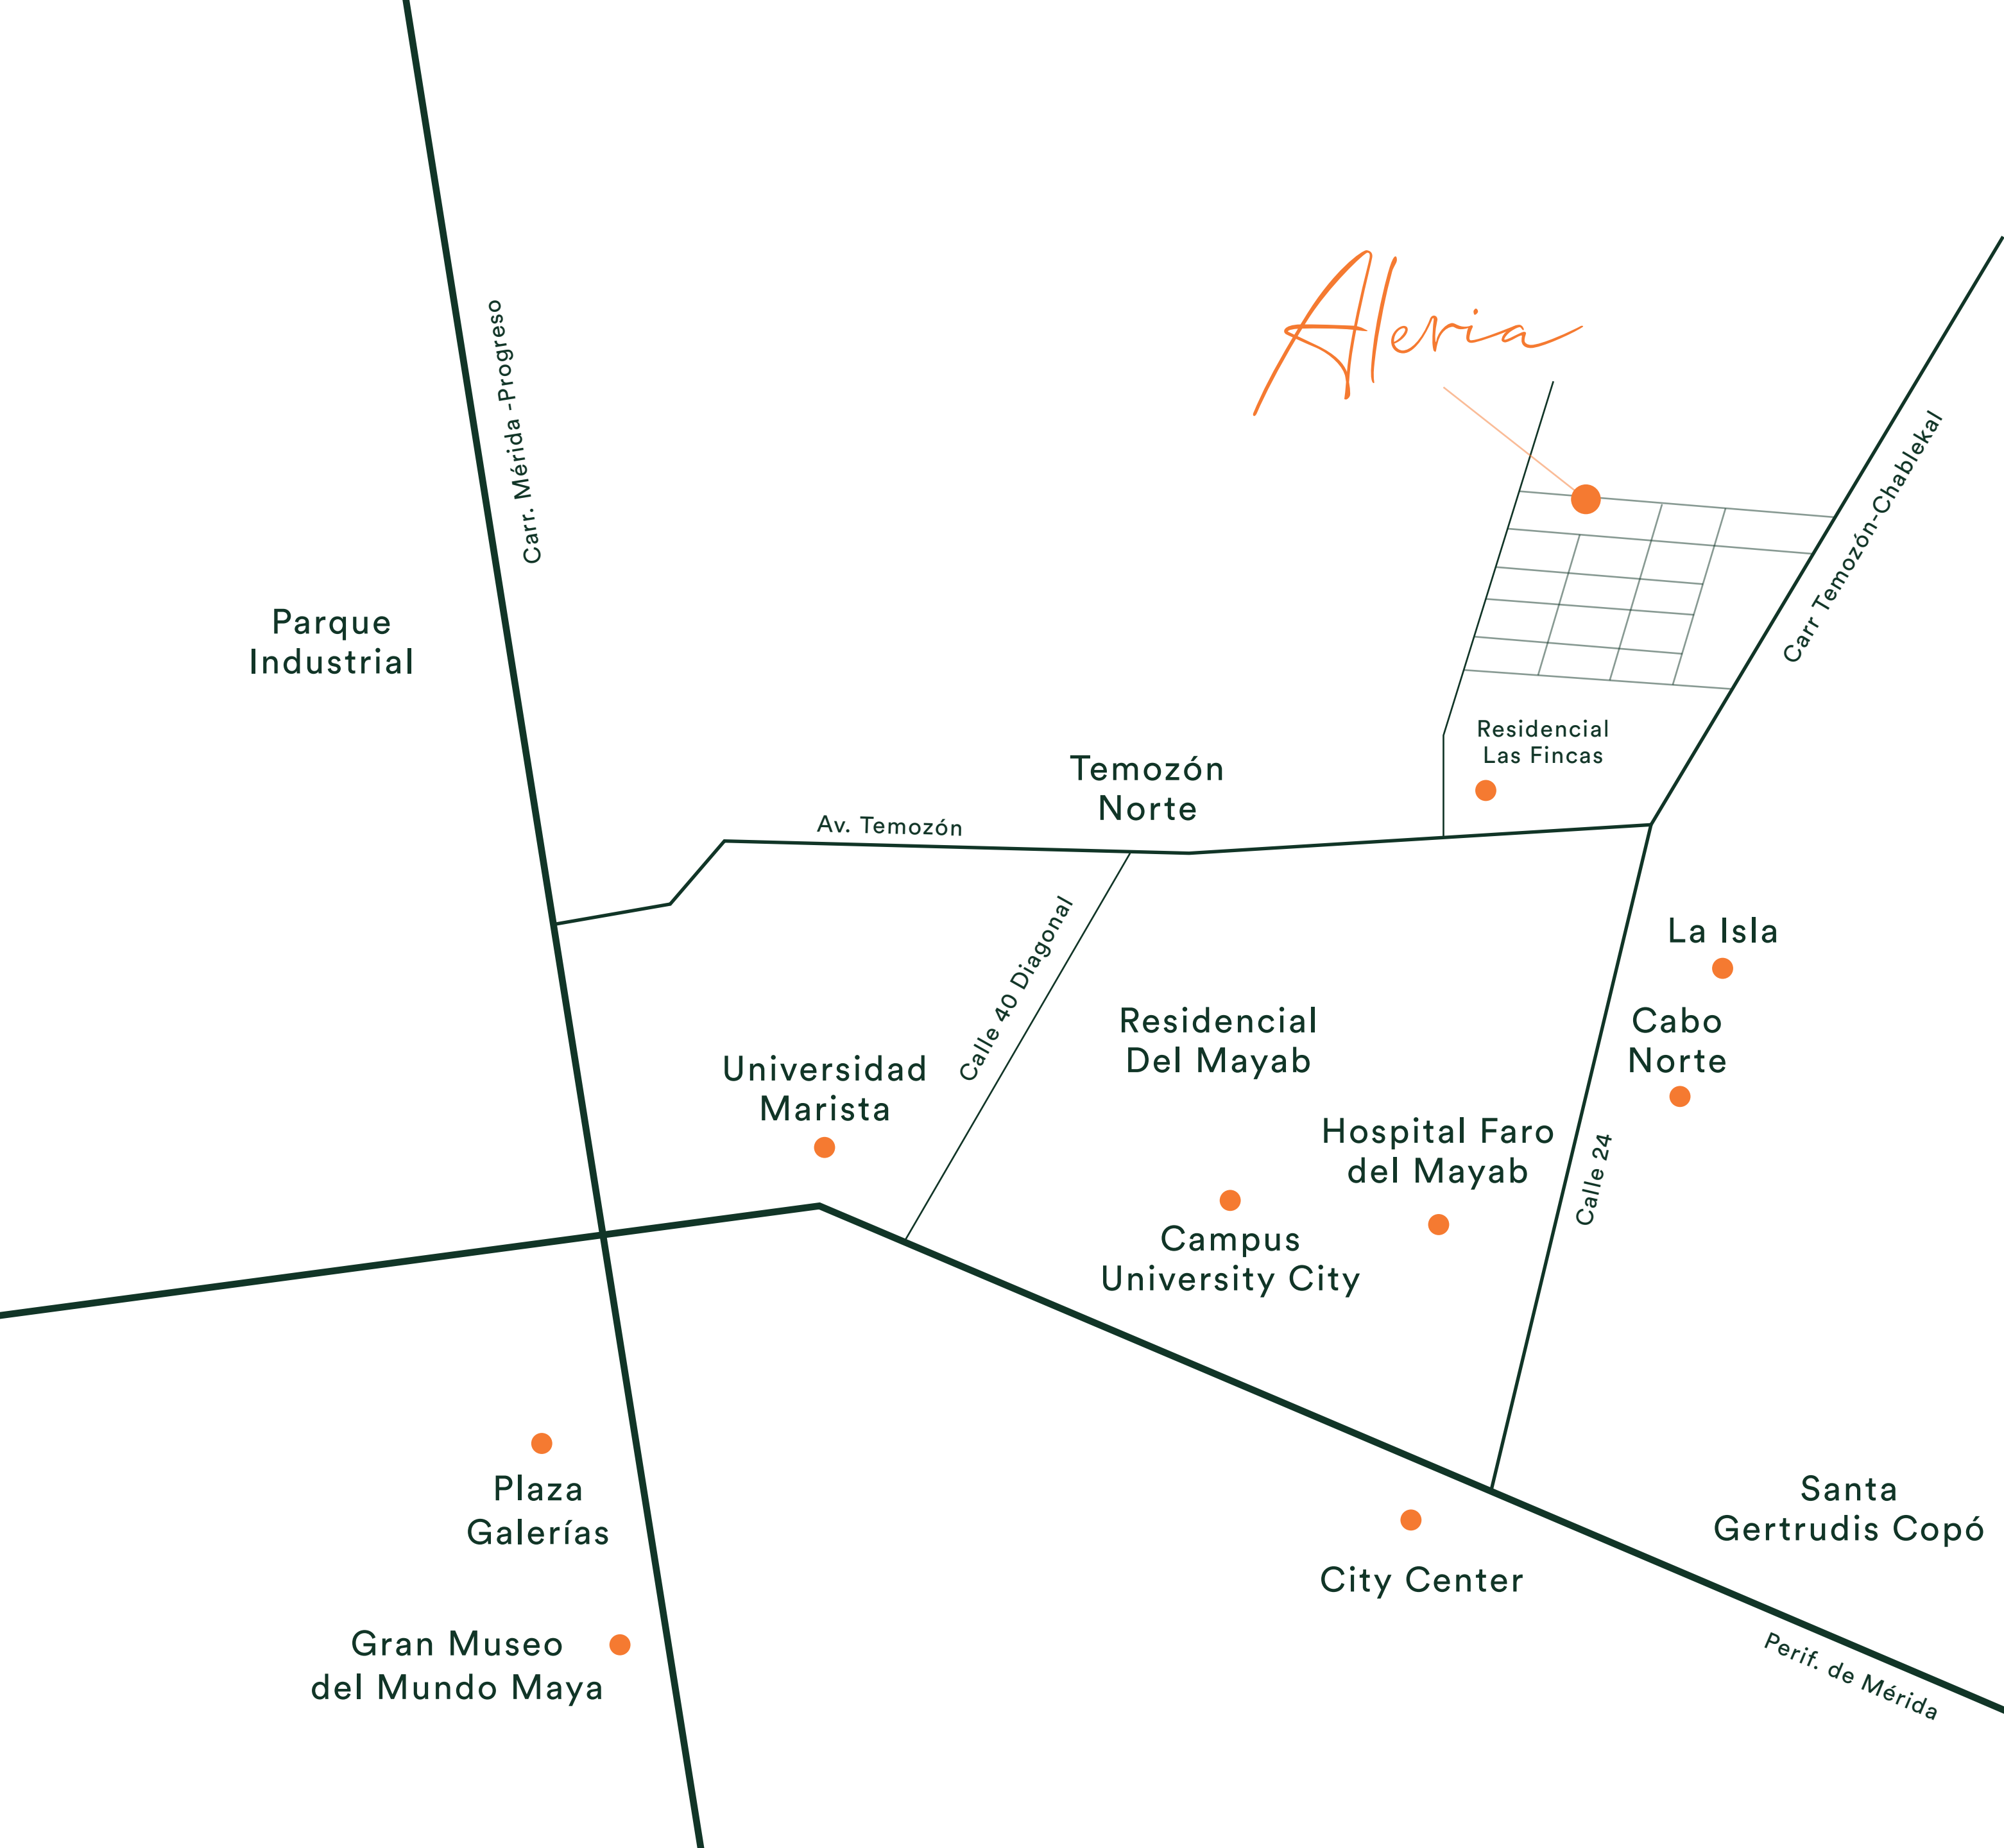 Aleria
Carr. Mérida -Progreso
Carr Temozón-Chablekal
Parque
Industrial
Residencial
Las Fincas
Temozón
Norte
Av. Temozón
La Isla
Calle 40 Diagonal
Residencial
Del Mayab
Cabo
Norte
Universidad
Marista
Hospital Faro
del Mayab
Calle 24
Campus
University City
Plaza
Galerías
Santa
Gertrudis Copó
City Center
Gran Museo
del Mundo Maya
Perif. de Mérida